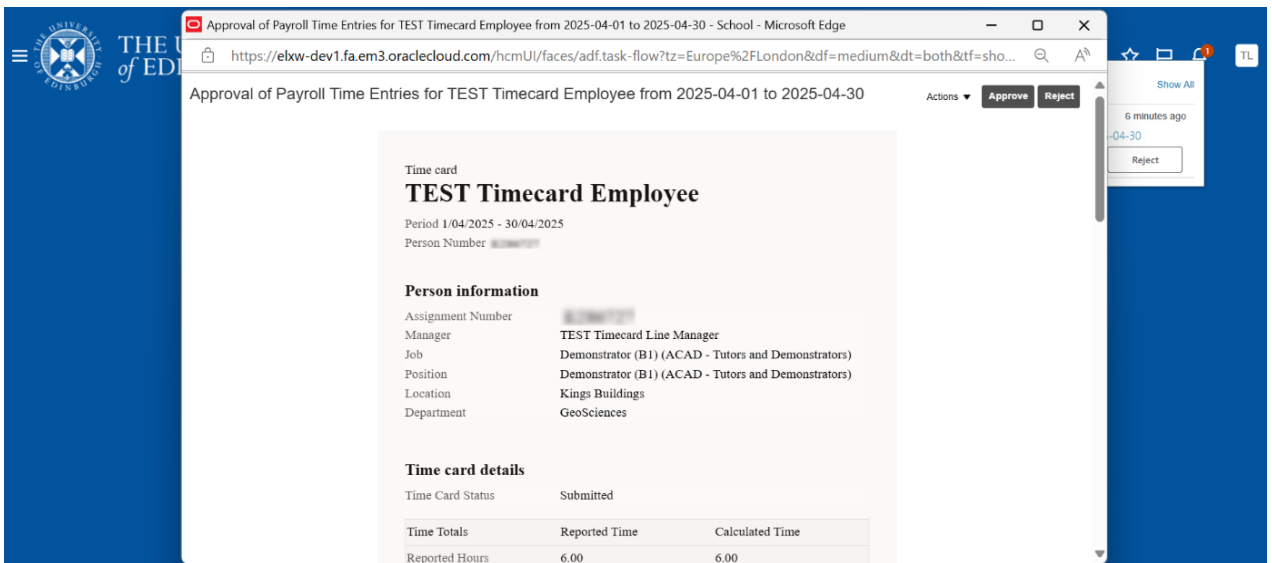 Approval of Payroll Time Entries for TEST Timecard Employee from 2025-04-01 to 2025-04-30 - School - Microsoft Edge
https://elxw-dev1.fa.em3.oraclecloud.com/hcmUI/faces/adf.task-flow?tz=Europe%2FLondon&df=medium&dt=both&tf=sho...
THE U
of EDI
THE UNIVERSITY OF EDINBURGH
1
TL
Approval of Payroll Time Entries for TEST Timecard Employee from 2025-04-01 to 2025-04-30
Actions
Approve
Reject
Show All
6 minutes ago
-04-30
Reject
Time card
TEST Timecard Employee
Period 1/04/2025 - 30/04/2025
Person Number
Person information
Assignment Number
Manager TEST Timecard Line Manager
Job Demonstrator (B1) (ACAD - Tutors and Demonstrators)
Position Demonstrator (B1) (ACAD - Tutors and Demonstrators)
Location Kings Buildings
Department GeoSciences
Time card details
Time Card Status Submitted
Time Totals Reported Time Calculated Time
Reported Hours 6.00 6.00